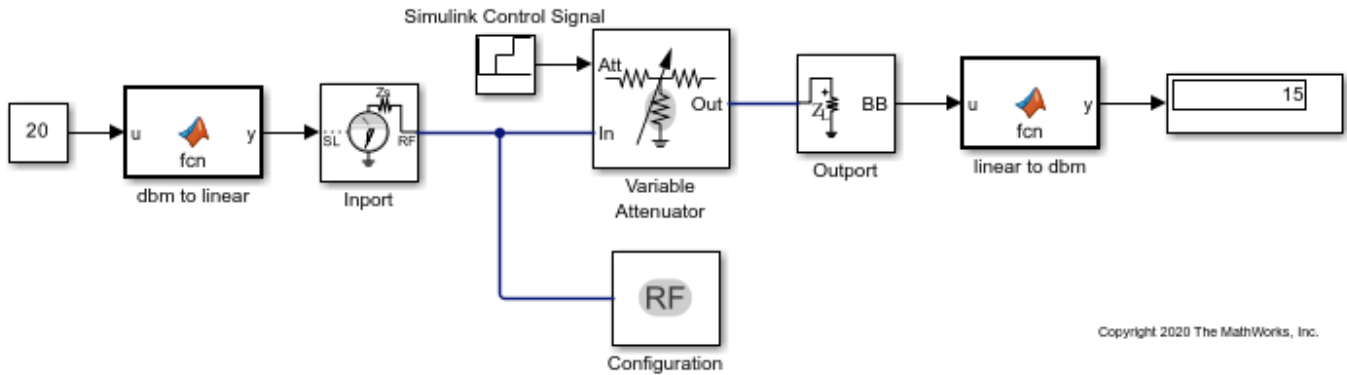 Simulink Control Signal
20
u
y
fcn
dbm to linear
SL
Zs
RF
Inport
Att
In
Out
Variable
Attenuator
ZL
+
BB
Outport
u
y
fcn
linear to dbm
15
RF
Configuration
Copyright 2020 The MathWorks, Inc.